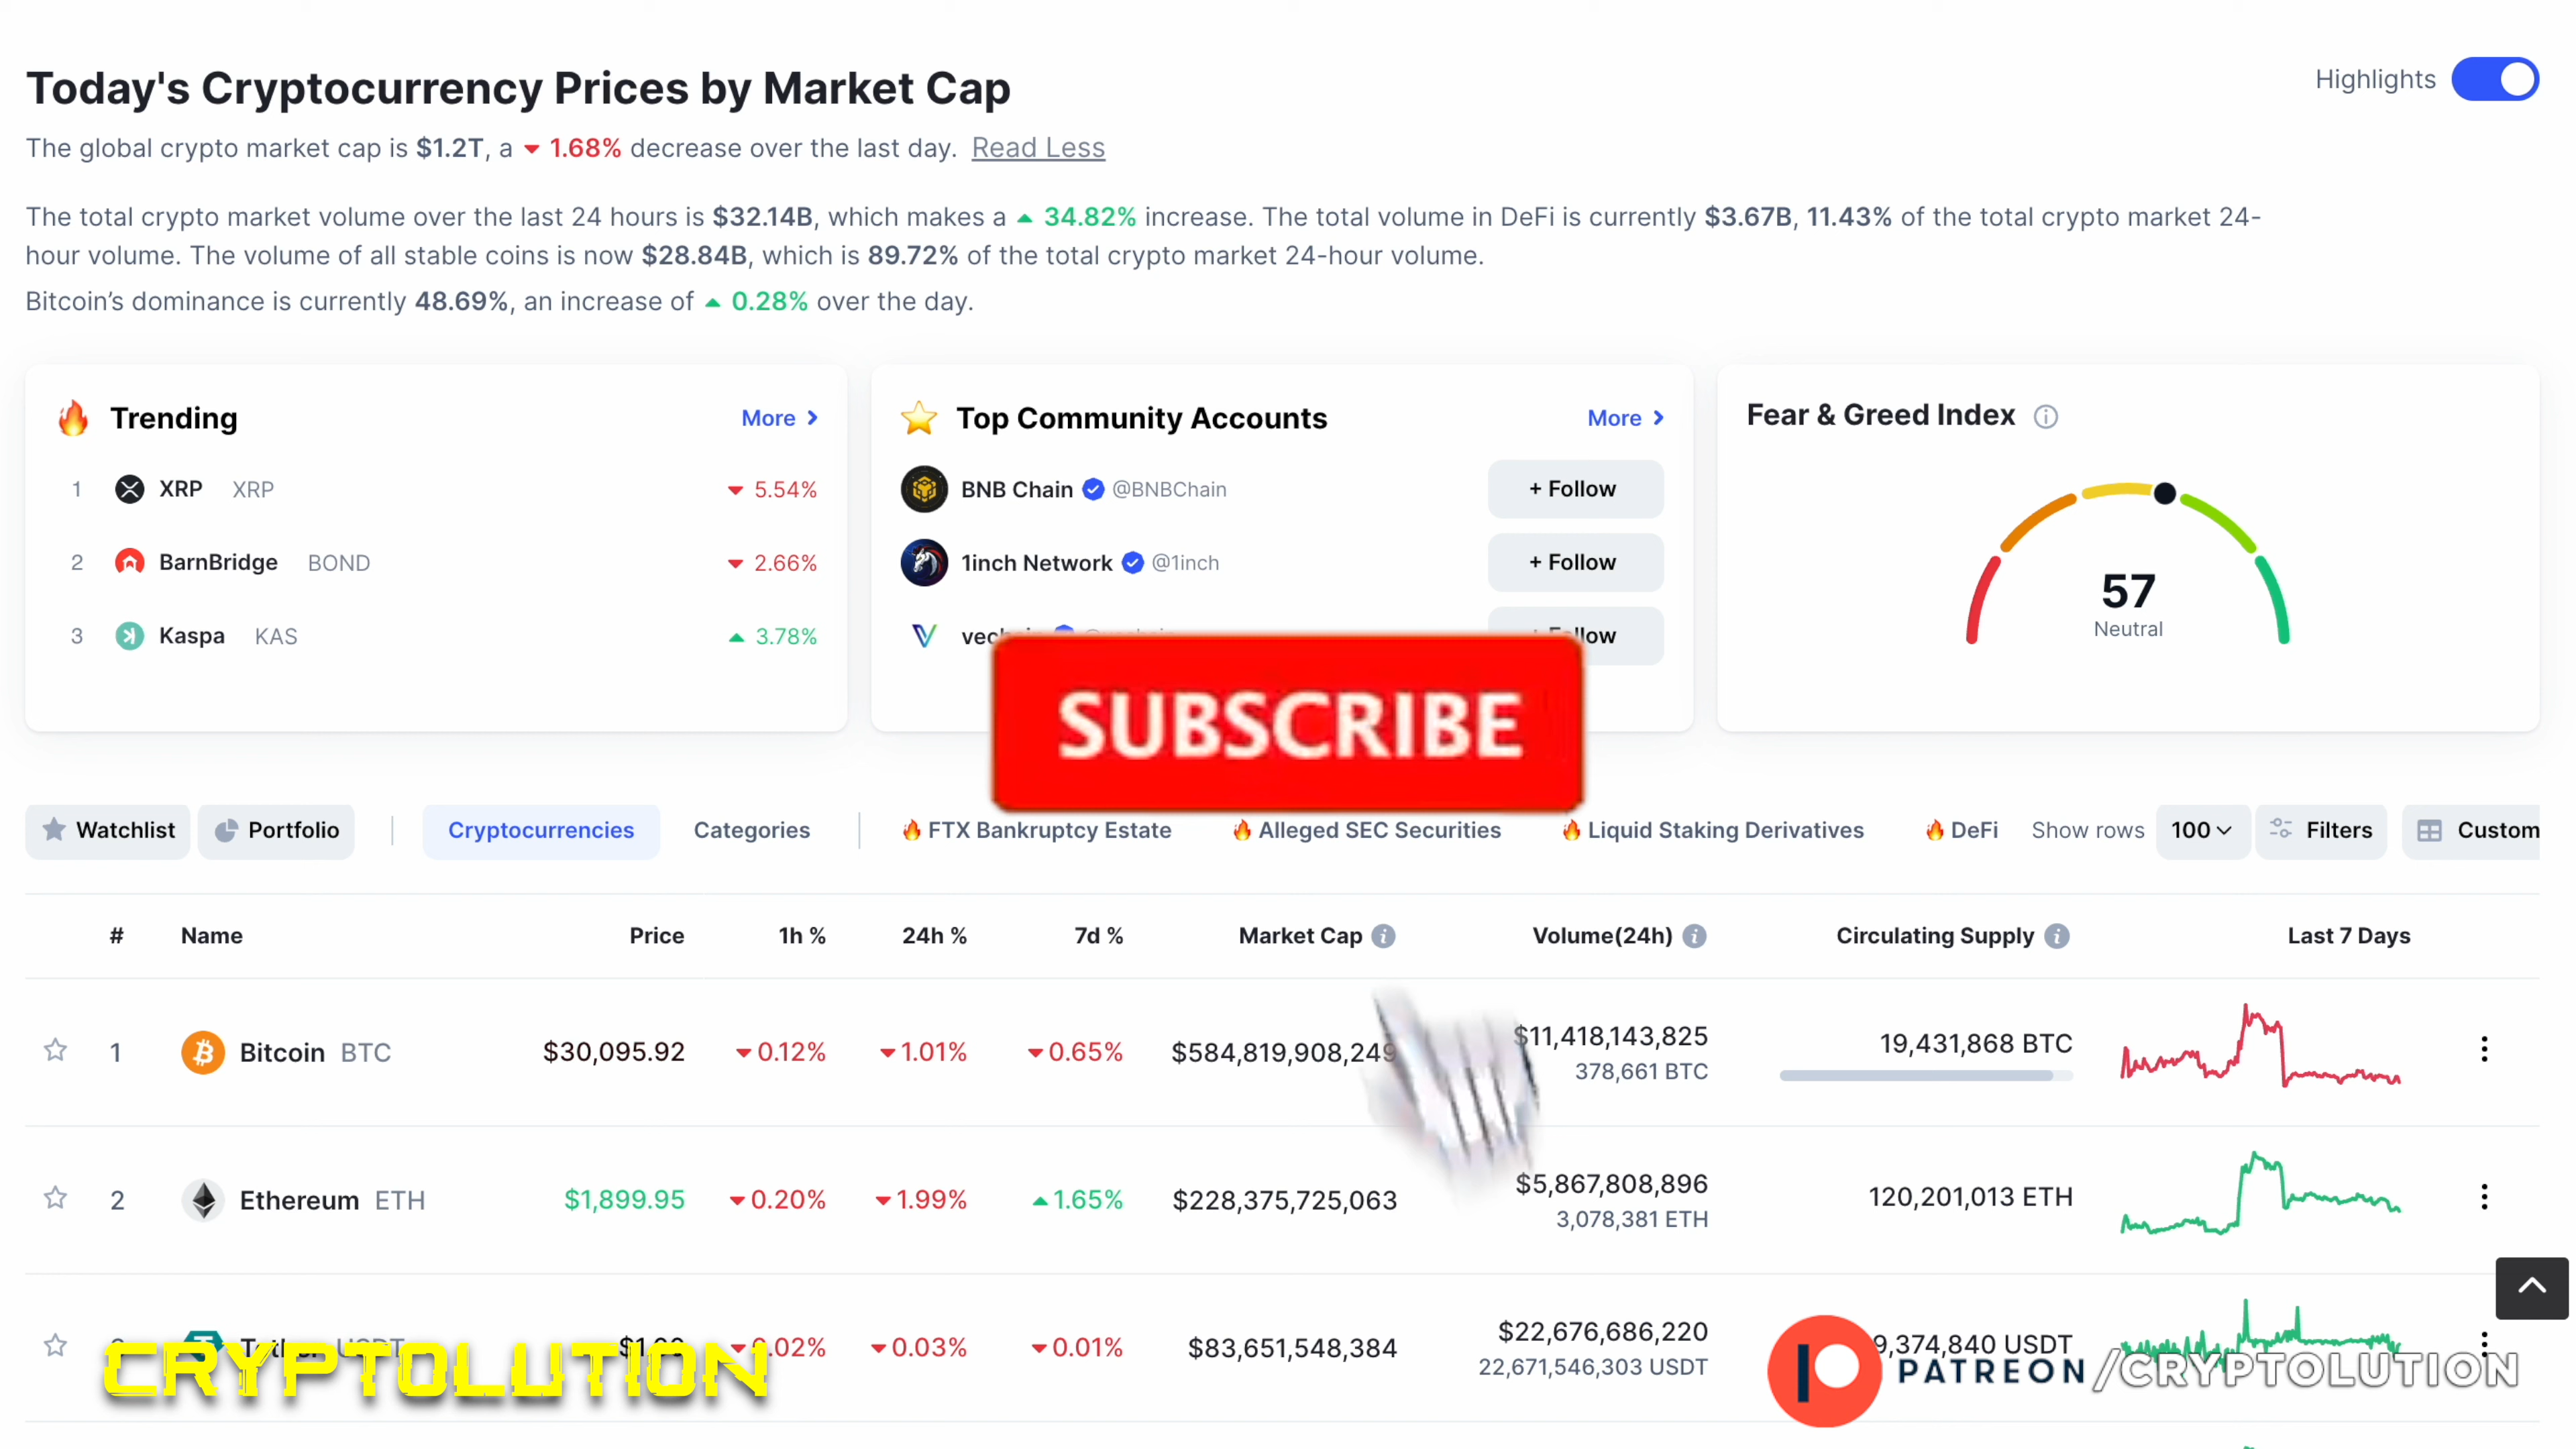 Today's Cryptocurrency Prices by Market Cap
Highlights
The global crypto market cap is $1.2T, a 1.68% decrease over the last day. Read Less
The total crypto market volume over the last 24 hours is $32.14B, which makes a 34.82% increase. The total volume in DeFi is currently $3.67B, 11.43% of the total crypto market 24-
hour volume. The volume of all stable coins is now $28.84B, which is 89.72% of the total crypto market 24-hour volume.
Bitcoin’s dominance is currently 48.69%, an increase of 0.28% over the day.
Trending More
1 XRP XRP 5.54%
2 BarnBridge BOND 2.66%
3 Kaspa KAS 3.78%
Top Community Accounts More
BNB Chain @BNBChain + Follow
1inch Network @1inch + Follow
Fear & Greed Index
57
Neutral
SUBSCRIBE
Watchlist Portfolio Cryptocurrencies Categories FTX Bankruptcy Estate Alleged SEC Securities Liquid Staking Derivatives DeFi Show rows 100 Filters Custom
# Name Price 1h % 24h % 7d % Market Cap Volume(24h) Circulating Supply Last 7 Days
1 Bitcoin BTC $30,095.92 0.12% 1.01% 0.65% $584,819,908,249 $11,418,143,825 19,431,868 BTC
378,661 BTC
2 Ethereum ETH $1,899.95 0.20% 1.99% 1.65% $228,375,725,063 $5,867,808,896 120,201,013 ETH
3,078,381 ETH
0.03% 0.01% $83,651,548,384 $22,676,686,220 USDT
22,671,546,303 USDT
CRYPTOLUTION
PATREON/CRYPTOLUTION